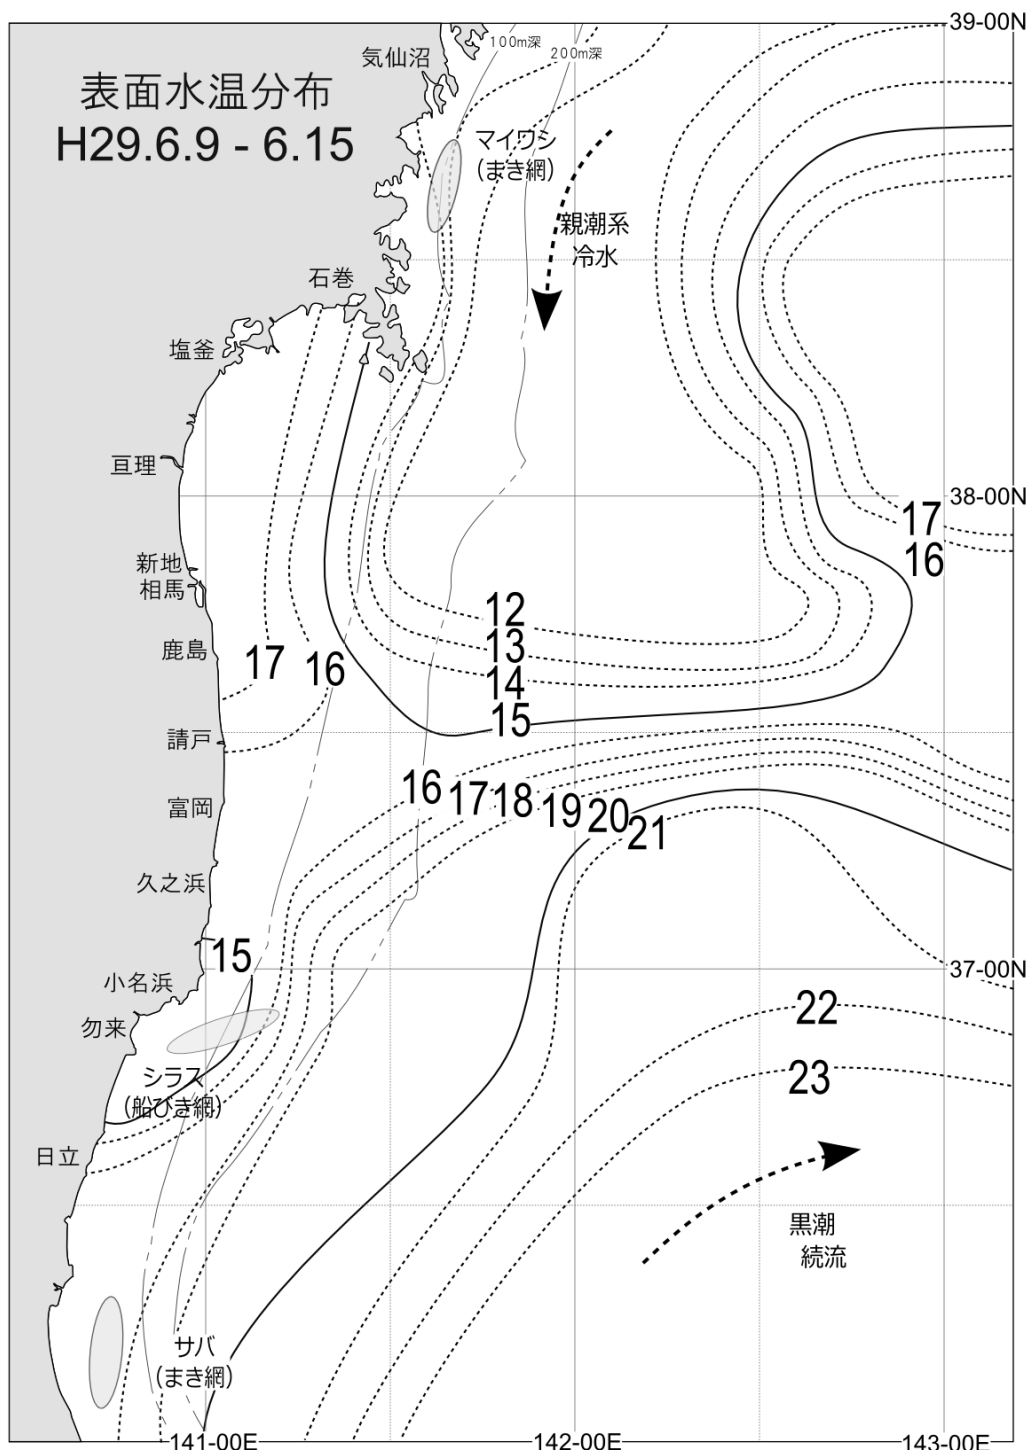 39-00N
100m深
200m深
気仙沼
表面水温分布
H29.6.9 - 6.15
マイワシ
(まき網)
親潮系
冷水
石巻
塩釜
亘理
38-00N
17
16
新地
相馬
12
13
14
15
鹿島
17
16
請戸
16
17
18
19
20
21
富岡
久之浜
15
37-00N
小名浜
22
勿来
シラス
(船びき網)
23
日立
黒潮
続流
サバ
(まき網)
141-00E
142-00E
143-00E